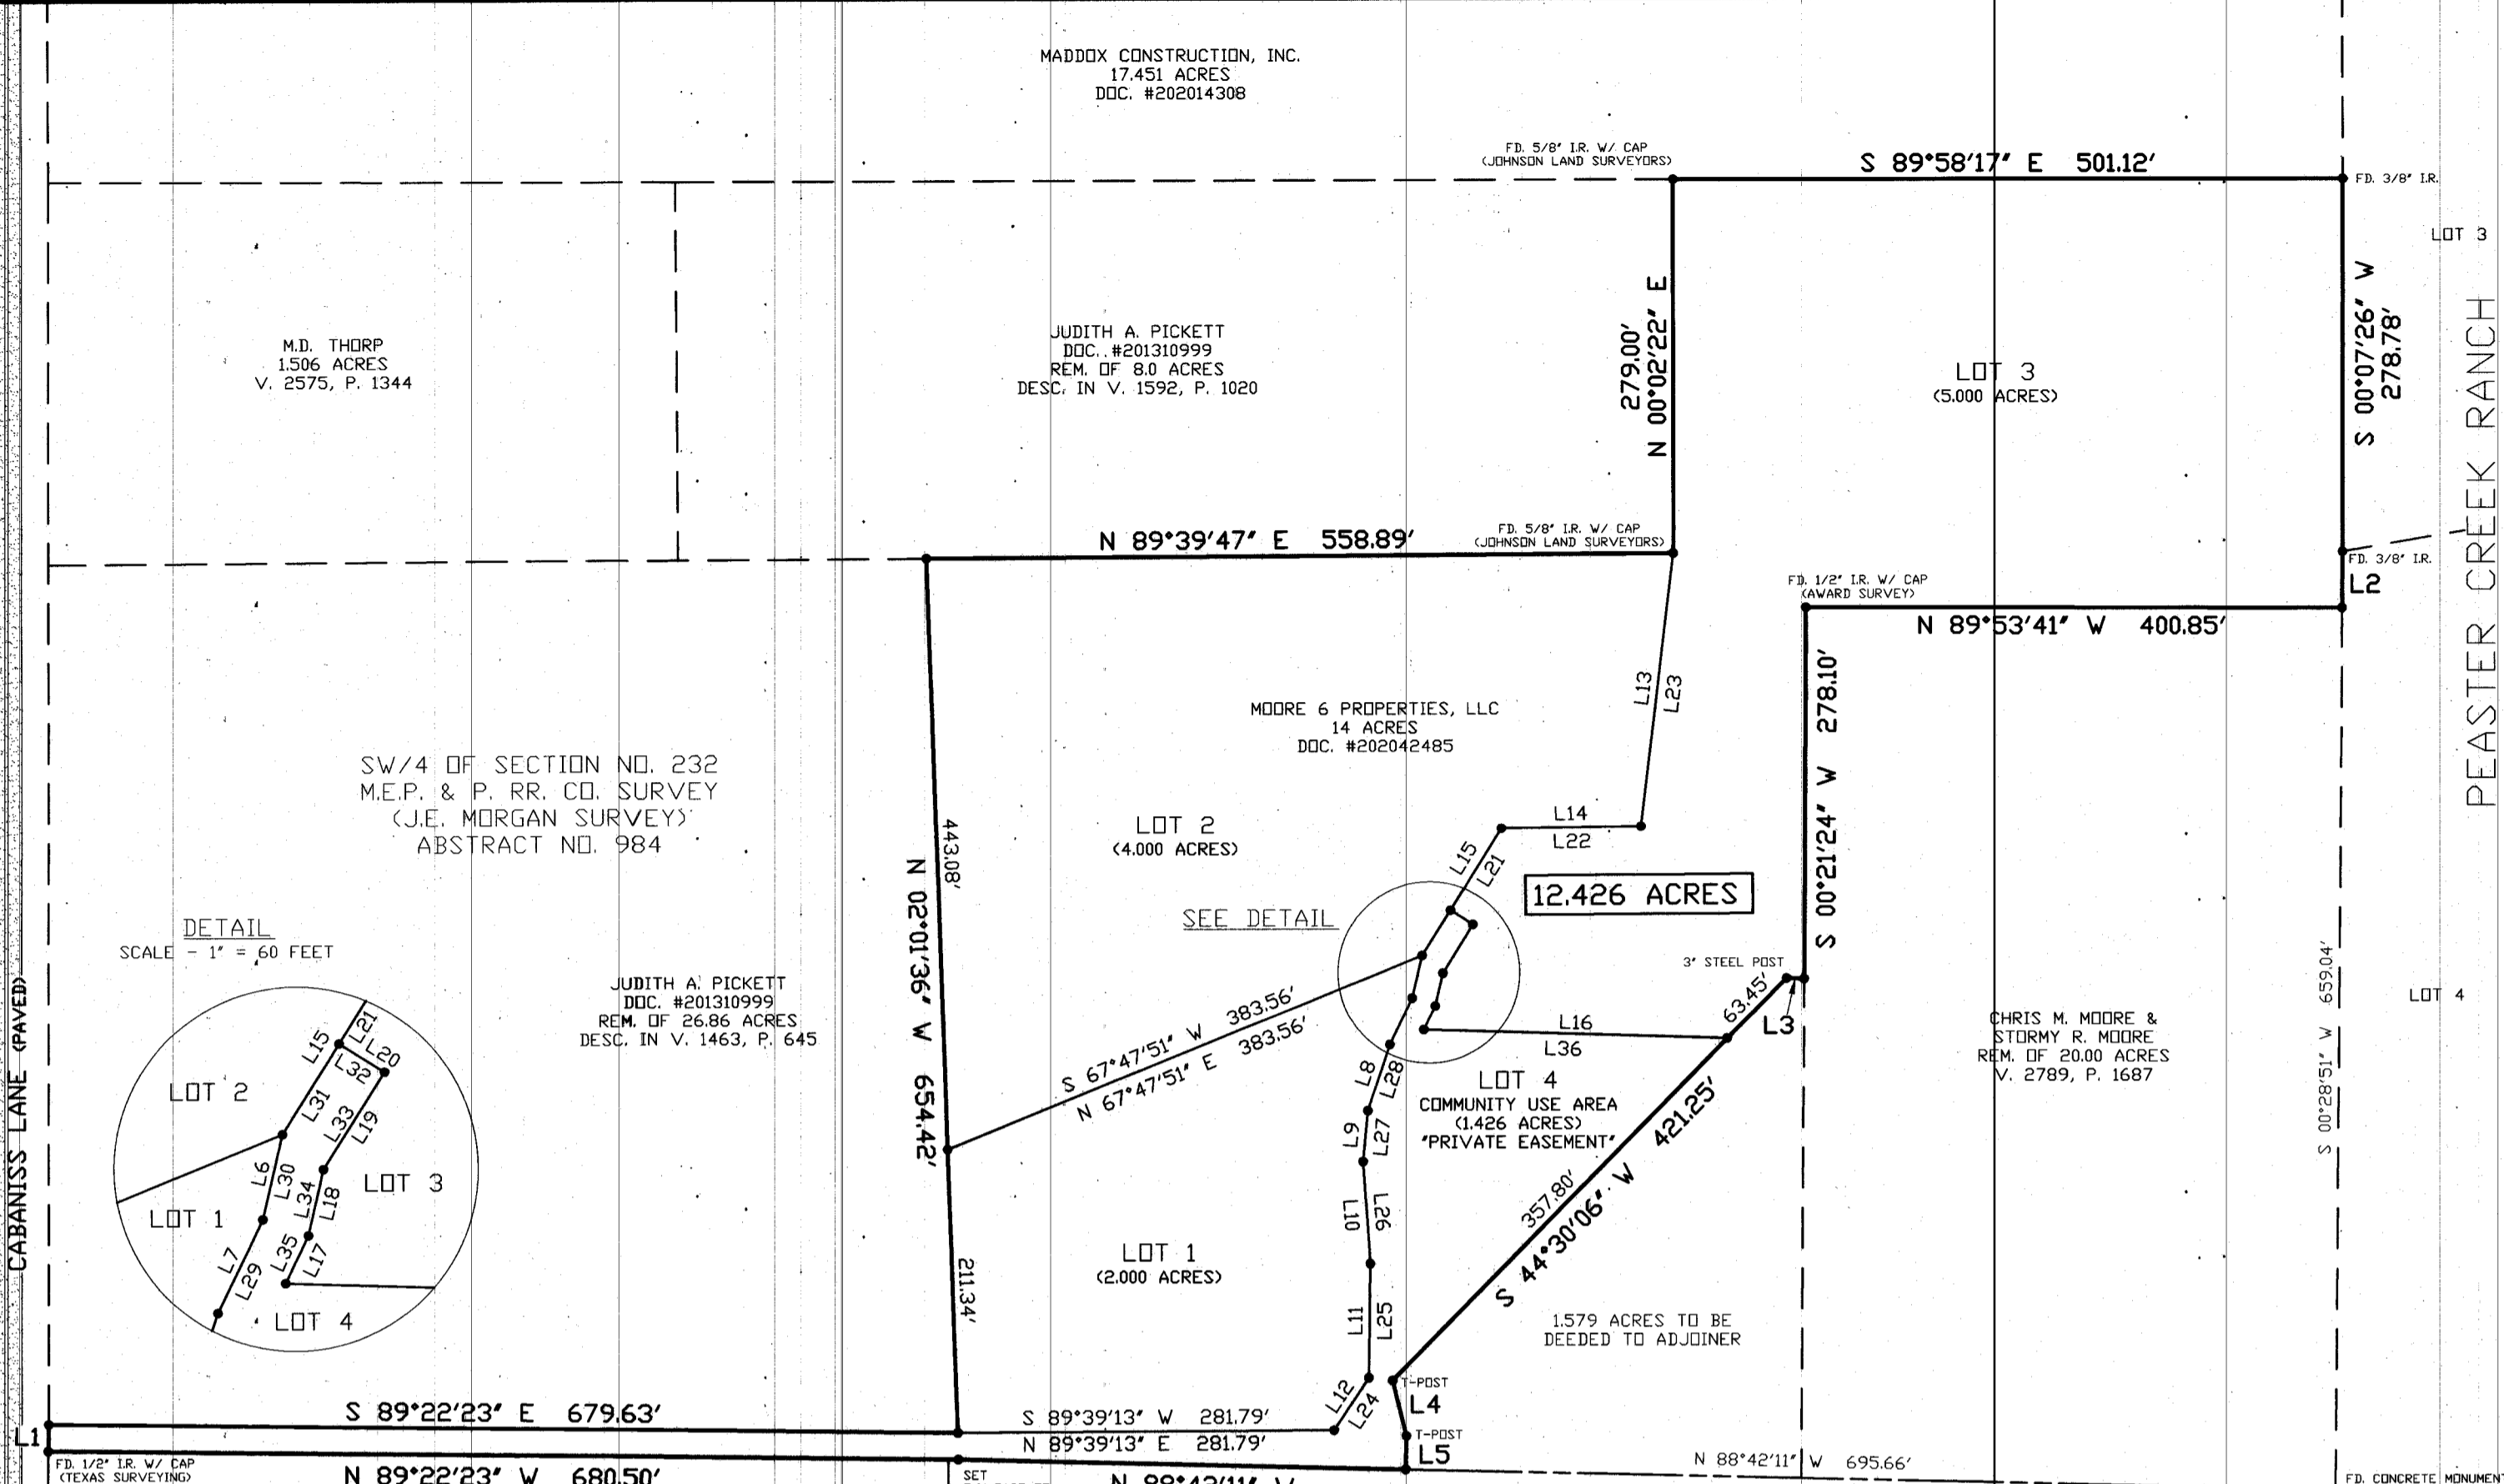 MADDOX CONSTRUCTION, INC.
17.451 ACRES
DOC. #202014308
FD. 5/8" I.R. W/ CAP
(JOHNSON LAND SURVEYORS)
S 89°58'17" E 501.12'
FD. 3/8" I.R.
LOT 3
M.D. THORP
1.506 ACRES
V. 2575, P. 1344
JUDITH A. PICKETT
DOC. #201310999
REM. OF 8.0 ACRES
DESC. IN V. 1592, P. 1020
279.00'
N 00°02'22" E
LOT 3
(5.000 ACRES)
S 00°07'26" W
278.78'
PEASTER CREEK RANCH
N 89°39'47" E 558.89'
FD. 5/8" I.R. W/ CAP
(JOHNSON LAND SURVEYORS)
FD. 3/8" I.R.
L2
FD. 1/2" I.R. W/ CAP
(AWARD SURVEY)
N 89°53'41" W 400.85'
L13
L23
S 00°21'24" W 278.10'
MOORE 6 PROPERTIES, LLC
14 ACRES
DOC. #202042485
SW/4 OF SECTION NO. 232
M.E.P. & P. RR. CO. SURVEY
(J.E. MORGAN SURVEY)
ABSTRACT NO. 984
443.08'
N 02°01'36" W 654.42'
211.34'
LOT 2
(4.000 ACRES)
L14
L22
L15
L21
12.426 ACRES
SEE DETAIL
3" STEEL POST
63.45'
L3
S 67°47'51" W 383.56'
N 67°47'51" E 383.56'
L16
L36
L8
L28
LOT 4
COMMUNITY USE AREA
(1.426 ACRES)
"PRIVATE EASEMENT"
L9
L27
L10
L26
L11
L25
L12
L24
357.80'
S 44°30'06" W 421.25'
S 00°28'51" W 659.04'
LOT 4
CHRIS M. MOORE &
STORMY R. MOORE
REM. OF 20.00 ACRES
V. 2789, P. 1687
DETAIL
SCALE - 1" = 60 FEET
LOT 2
L15
L21
L20
L32
L31
L33
L19
L6
L30
L34
L18
LOT 3
LOT 1
L7
L29
L35
L17
LOT 4
JUDITH A. PICKETT
DOC. #201310999
REM. OF 26.86 ACRES
DESC. IN V. 1463, P. 645
CABANISS LANE (PAVED)
LOT 1
(2.000 ACRES)
1.579 ACRES TO BE
DEEDED TO ADJOINER
T-POST
L4
T-POST
L5
S 89°22'23" E 679.63'
S 89°39'13" W 281.79'
N 89°39'13" E 281.79'
L1
FD. 1/2" I.R. W/ CAP
(TEXAS SURVEYING)
N 89°22'23" W 680.50'
SET
N 88°42'11" W
N 88°42'11" W 695.66'
FD. CONCRETE MONUMEN